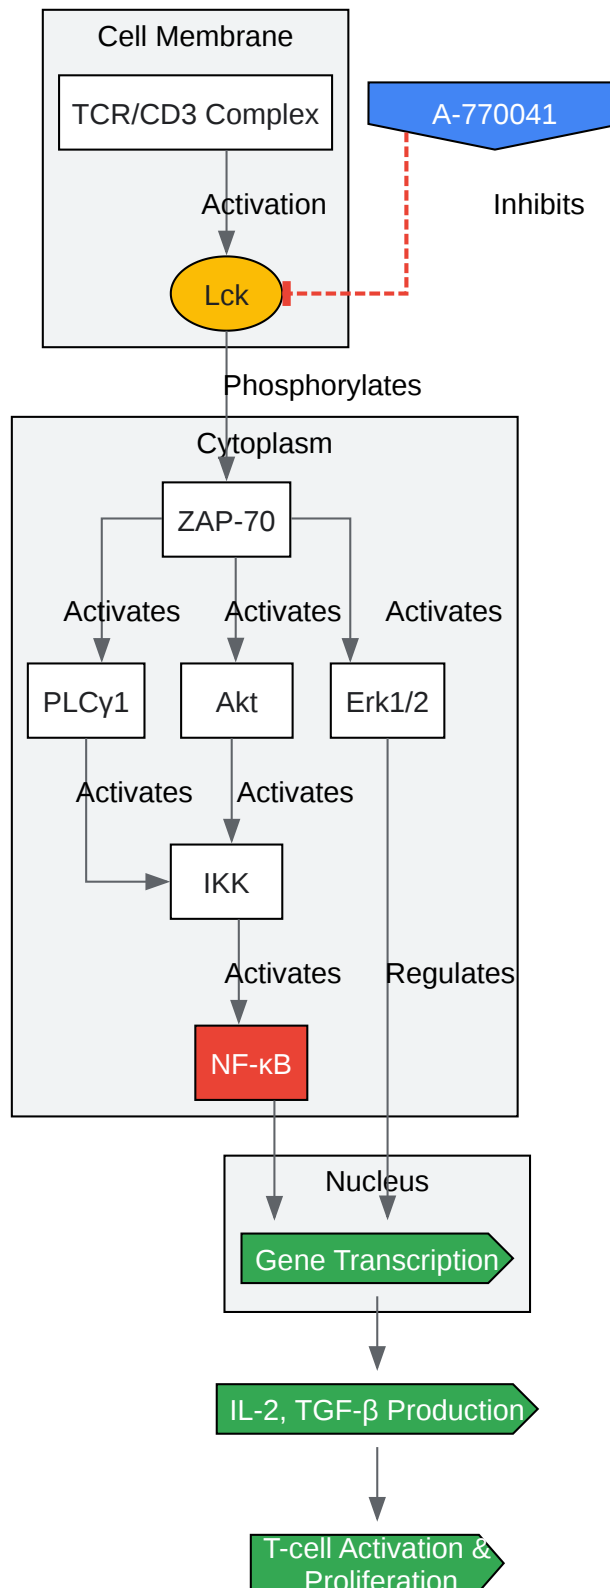 Cell Membrane
TCR/CD3 Complex
A-770041
Activation
Inhibits
Lck
Phosphorylates
Cytoplasm
ZAP-70
Activates
Activates
Activates
PLCγ1
Akt
Erk1/2
Activates
Activates
IKK
Activates
Regulates
NF-κB
Nucleus
Gene Transcription
IL-2, TGF-β Production
T-cell Activation &
Proliferation